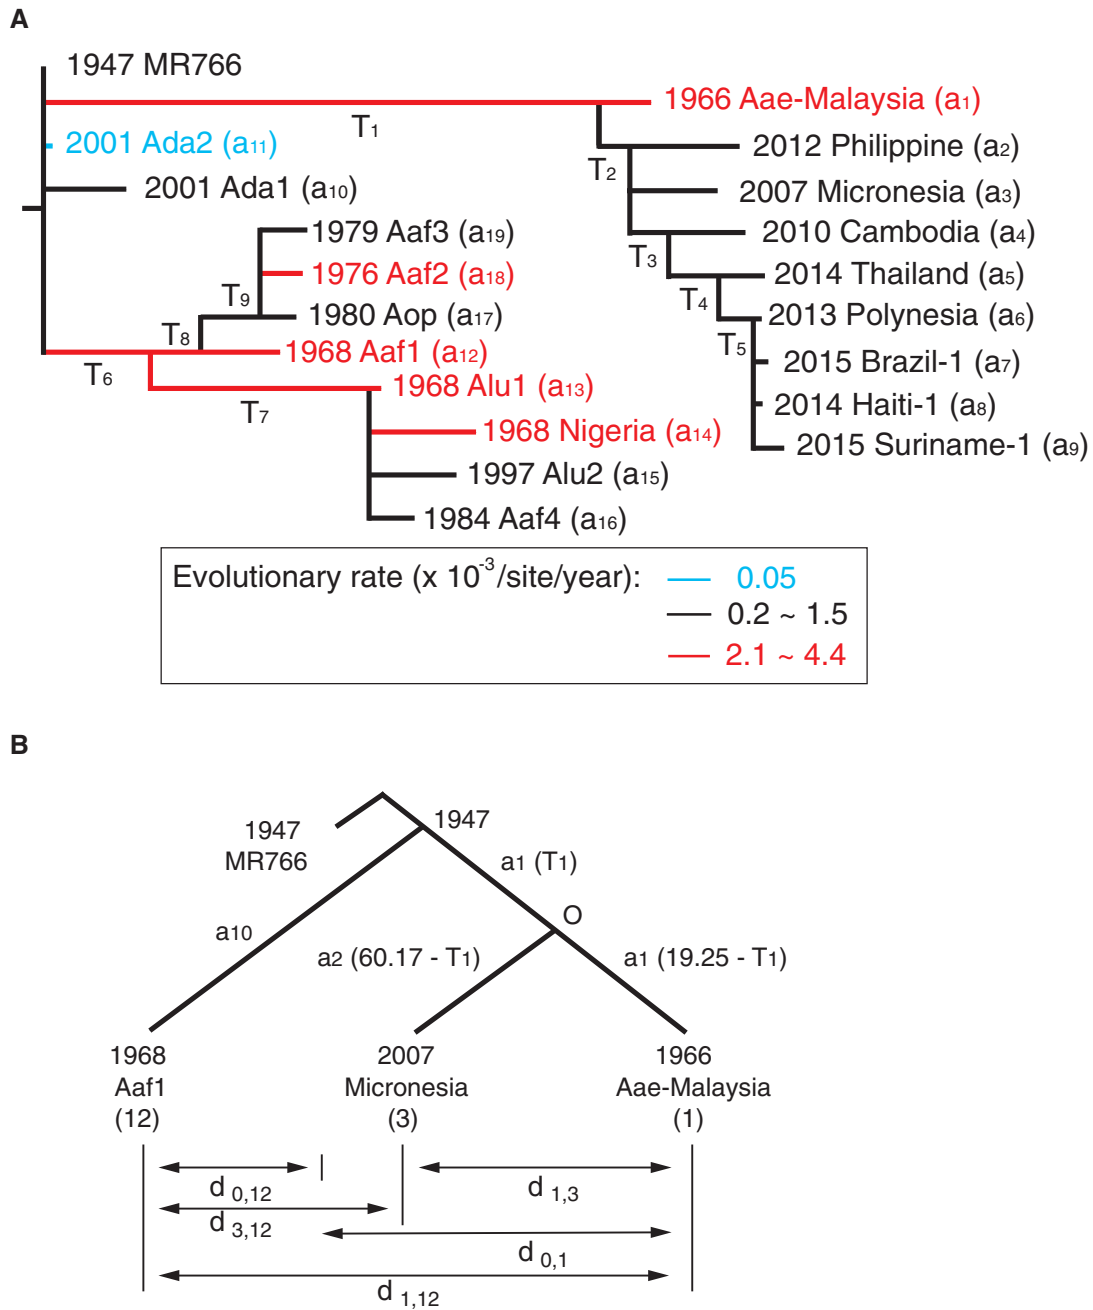 A
1947 MR766
1966 Aae-Malaysia (a1)
T1
2001 Ada2 (a11)
2012 Philippine (a2)
T2
2001 Ada1 (a10)
2007 Micronesia (a3)
1979 Aaf3 (a19)
2010 Cambodia (a4)
T3
1976 Aaf2 (a18)
2014 Thailand (a5)
T9
T4
1980 Aop (a17)
2013 Polynesia (a6)
T8
T5
1968 Aaf1 (a12)
2015 Brazil-1 (a7)
T6
1968 Alu1 (a13)
2014 Haiti-1 (a8)
T7
1968 Nigeria (a14)
2015 Suriname-1 (a9)
1997 Alu2 (a15)
1984 Aaf4 (a16)
Evolutionary rate (x 10-3/site/year):
0.05
0.2 ~ 1.5
2.1 ~ 4.4
B
1947
MR766
1947
a1 (T1)
O
a10
a2 (60.17 - T1)
a1 (19.25 - T1)
1968
Aaf1
(12)
2007
Micronesia
(3)
1966
Aae-Malaysia
(1)
d 0,12
d 1,3
d 3,12
d 0,1
d 1,12